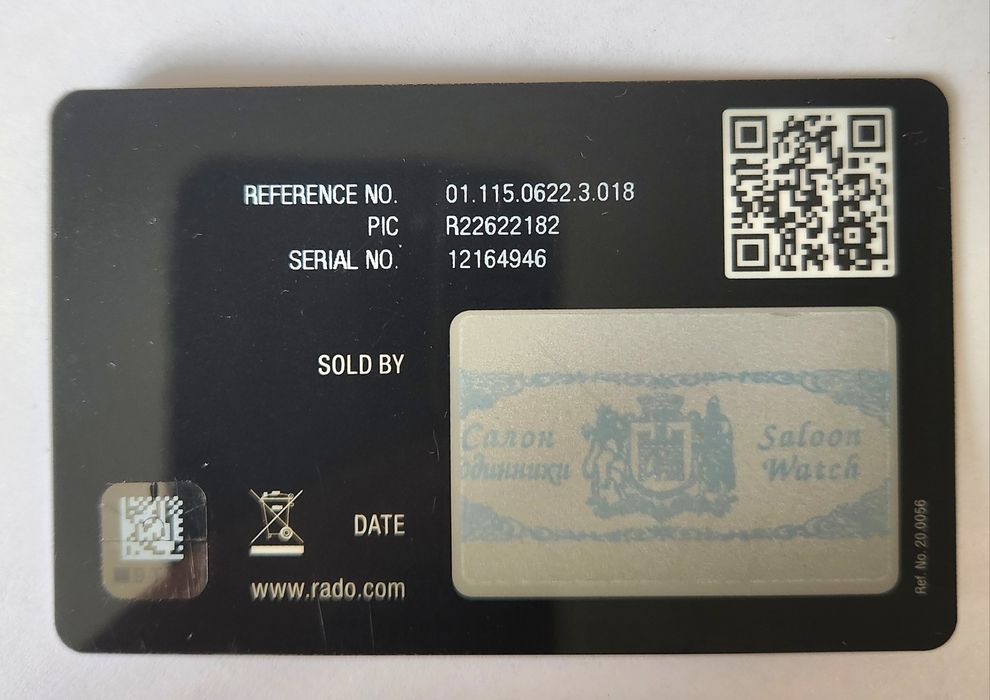 REFERENCE NO. 01.115.0622.3.018
PIC R22622182
SERIAL NO. 12164946
SOLD BY
Салон Saloon
одинники Watch
DATE
www.rado.com
Ref. No. 20.0056